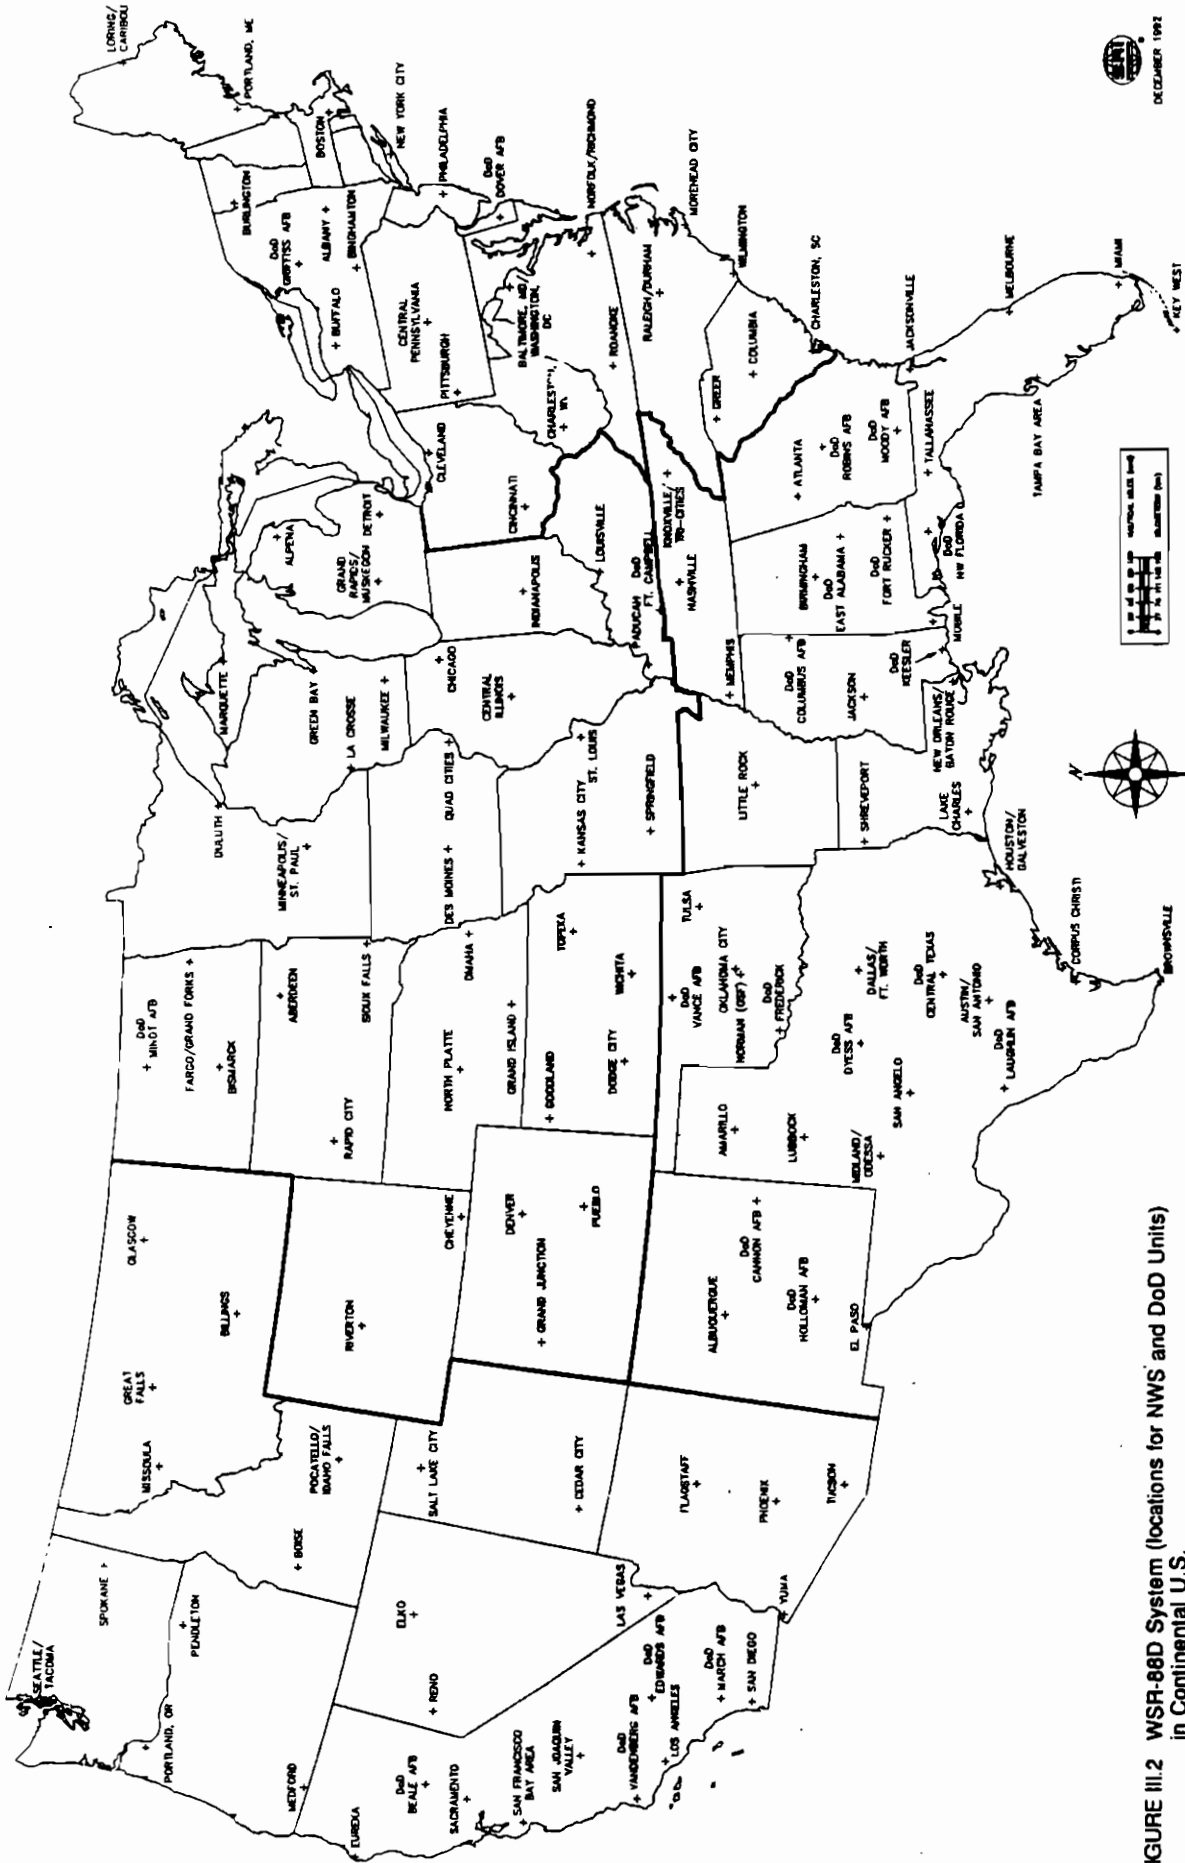 SEATTLE/
TACOMA
SPOKANE
PORTLAND, OR
PENDLETON
MEDFORD
EUREKA
BOISE
POCATELLO/
IDAHO FALLS
MISSOULA
GREAT
FALLS
GLASGOW
BILLINGS
RIVERTON
CHEYENNE
ELKO
RENO
SALT LAKE CITY
CEDAR CITY
LAS VEGAS
DoD
BEALE AFB
SACRAMENTO
SAN FRANCISCO
BAY AREA
SAN JOAQUIN
VALLEY
DoD
VANDENBERG AFB
LOS ANGELES
DoD
EDWARDS AFB
DoD
MARCH AFB
SAN DIEGO
YUMA
FLAGSTAFF
PHOENIX
TUCSON
DENVER
GRAND JUNCTION
PUEBLO
ALBUQUERQUE
DoD
CANNON AFB
DoD
HOLLOMAN AFB
EL PASO
DoD
MINOT AFB
FARGO/GRAND FORKS
BISMARCK
ABERDEEN
RAPID CITY
SIOUX FALLS
NORTH PLATTE
OMAHA
GRAND ISLAND
GOODLAND
TOPEKA
DODGE CITY
WICHITA
DoD
VANCE AFB
TULSA
OKLAHOMA CITY
NORMAN (OSF)
DoD
FREDERICK
AMARILLO
LUBBOCK
MIDLAND/
ODESSA
SAN ANGELO
DoD
DYESS AFB
DALLAS/
FT. WORTH
DoD
CENTRAL TEXAS
AUSTIN/
SAN ANTONIO
DoD
LAUGHLIN AFB
CORPUS CHRISTI
BROWNSVILLE
HOUSTON/
GALVESTON
DULUTH
MINNEAPOLIS/
ST. PAUL
DES MOINES
QUAD CITIES
KANSAS CITY
ST. LOUIS
SPRINGFIELD
LITTLE ROCK
SHREVEPORT
LAKE
CHARLES
NEW ORLEANS/
BATON ROUGE
MARQUETTE
GREEN BAY
LA CROSSE
MILWAUKEE
CHICAGO
CENTRAL
ILLINOIS
ALPENA
GRAND
RAPIDS/
MUSKEGON
DETROIT
INDIANAPOLIS
CINCINNATI
CLEVELAND
LOUISVILLE
PADUCAH
DoD
FT. CAMPBELL
NASHVILLE
KNOXVILLE/
TRI-CITIES
MEMPHIS
DoD
COLUMBUS AFB
JACKSON
DoD
KEESLER
MOBILE
BIRMINGHAM
DoD
EAST ALABAMA
DoD
FORT RUCKER
DoD
NW FLORIDA
ATLANTA
DoD
ROBINS AFB
DoD
MOODY AFB
TALLAHASSEE
TAMPA BAY AREA
JACKSONVILLE
MELBOURNE
MIAMI
KEY WEST
GREER
COLUMBIA
CHARLESTON, SC
WILMINGTON
MOREHEAD CITY
RALEIGH/DURHAM
ROANOKE
NORFOLK/RICHMOND
BALTIMORE, MD/
WASHINGTON,
DC
DoD
DOVER AFB
PHILADELPHIA
NEW YORK CITY
PITTSBURGH
CENTRAL
PENNSYLVANIA
BUFFALO
DoD
GRIFFISS AFB
ALBANY
BINGHAMTON
BURLINGTON
BOSTON
PORTLAND, ME
LORING/
CARIBOU
N
SRI
DECEMBER 1992
IGURE III.2 WSR-88D System (locations for NWS and DoD Units)
in Continental U.S.